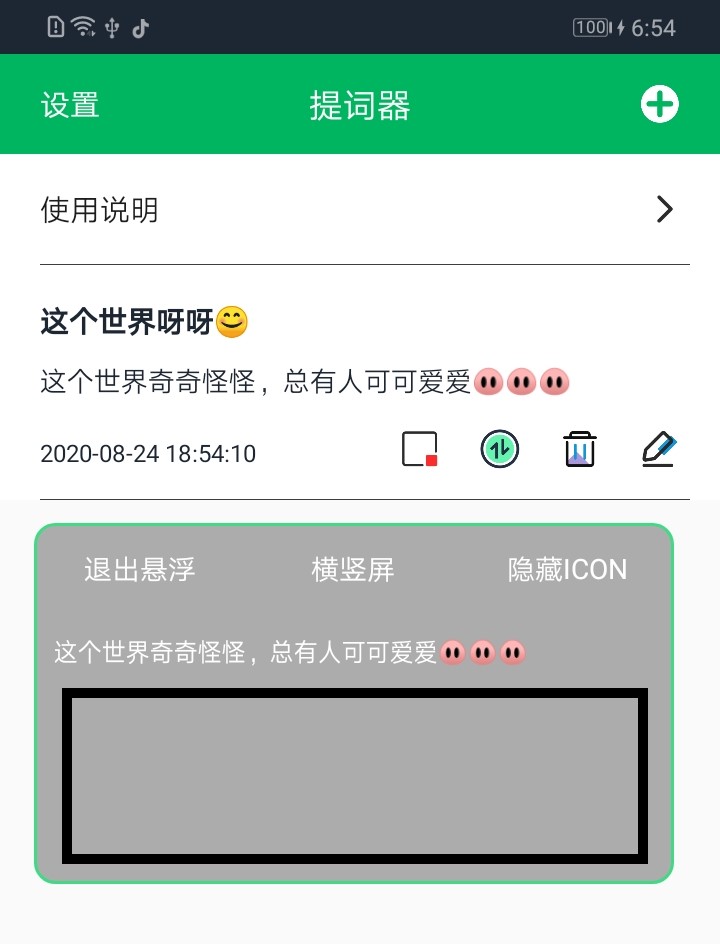 100 6:54
设置 提词器
使用说明
这个世界呀呀😊
这个世界奇奇怪怪，总有人可可爱爱🐽🐽🐽
2020-08-24 18:54:10
退出悬浮 横竖屏 隐藏ICON
这个世界奇奇怪怪，总有人可可爱爱🐽🐽🐽